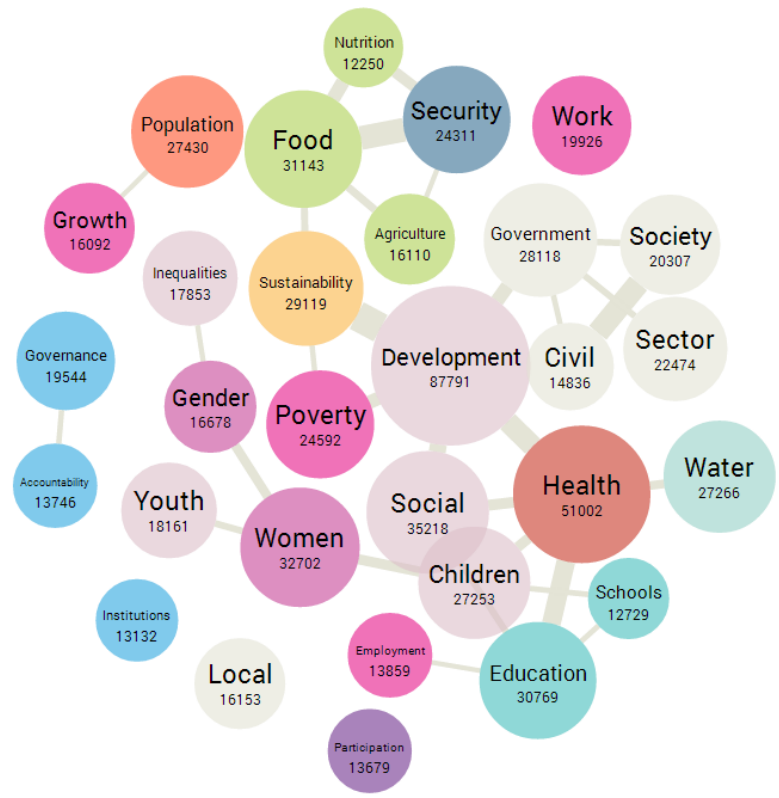 Nutrition
12250
Population
27430
Food
31143
Security
24311
Work
19926
Growth
16092
Agriculture
16110
Government
28118
Society
20307
Inequalities
17853
Sustainability
29119
Governance
19544
Development
87791
Civil
14836
Sector
22474
Gender
16678
Poverty
24592
Accountability
13746
Youth
18161
Social
35218
Health
51002
Water
27266
Women
32702
Children
27253
Schools
12729
Institutions
13132
Local
16153
Employment
13859
Education
30769
Participation
13679